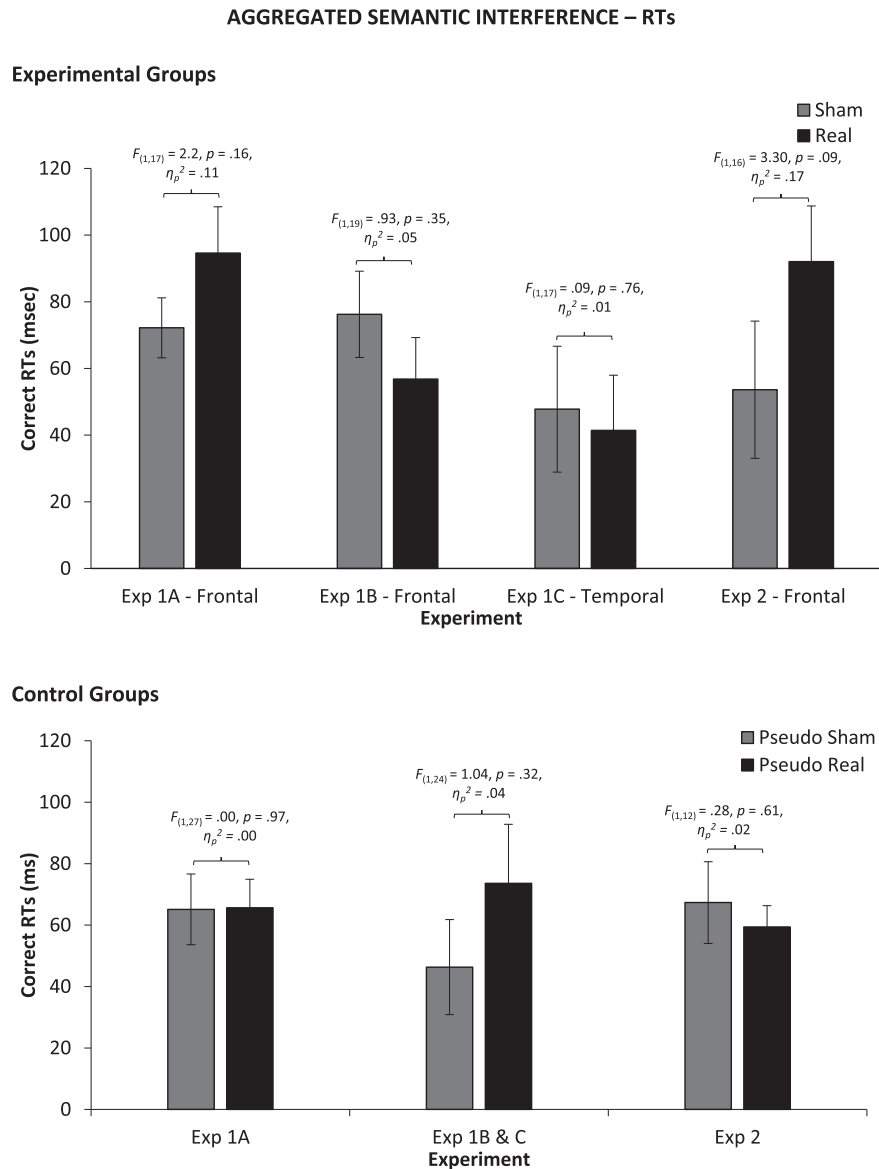 AGGREGATED SEMANTIC INTERFERENCE – RTs
Experimental Groups
Sham
Real
F(1,17) = 2.2, p = .16,
ηp² = .11
F(1,19) = .93, p = .35,
ηp² = .05
F(1,17) = .09, p = .76,
ηp² = .01
F(1,16) = 3.30, p = .09,
ηp² = .17
Correct RTs (msec)
120
100
80
60
40
20
0
Exp 1A - Frontal
Exp 1B - Frontal
Exp 1C - Temporal
Exp 2 - Frontal
Experiment
Control Groups
Pseudo Sham
Pseudo Real
F(1,27) = .00, p = .97,
ηp² = .00
F(1,24) = 1.04, p = .32,
ηp² = .04
F(1,12) = .28, p = .61,
ηp² = .02
Correct RTs (ms)
120
100
80
60
40
20
0
Exp 1A
Exp 1B & C
Exp 2
Experiment